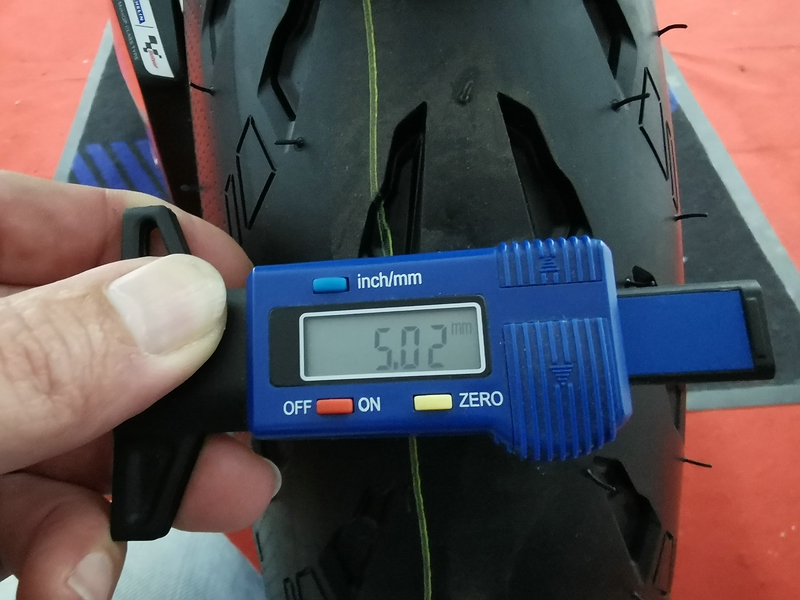 inch/mm
5.02 mm
OFF ON ZERO